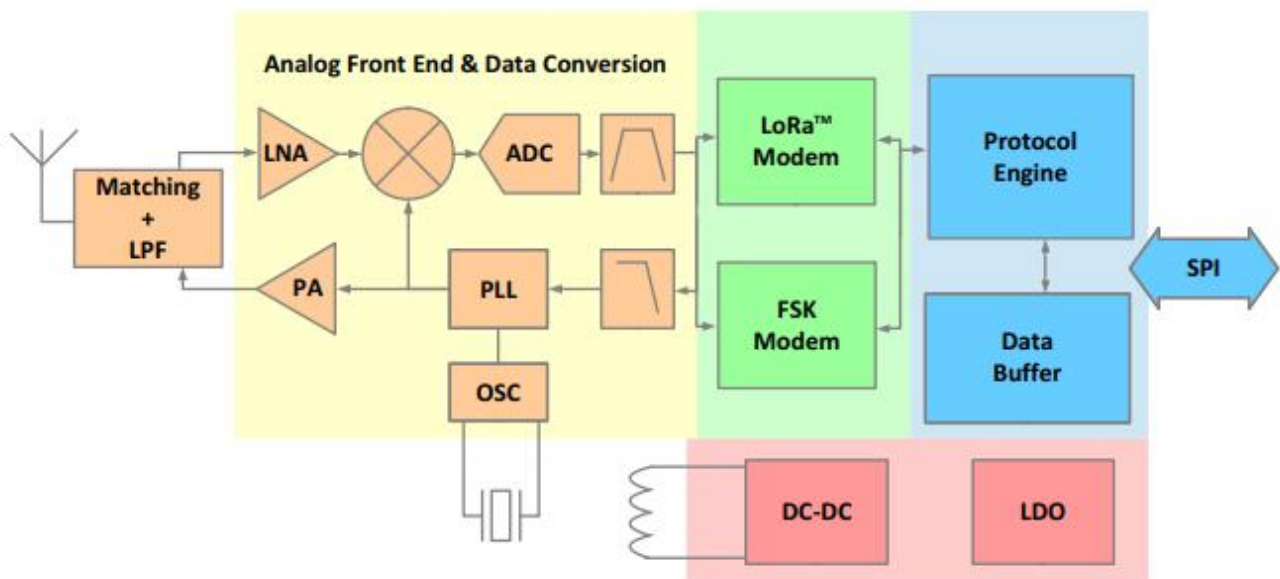 Analog Front End & Data Conversion
LNA
ADC
LoRa™
Modem
Protocol
Engine
Matching
+
LPF
PA
PLL
FSK
Modem
SPI
Data
Buffer
OSC
DC-DC
LDO